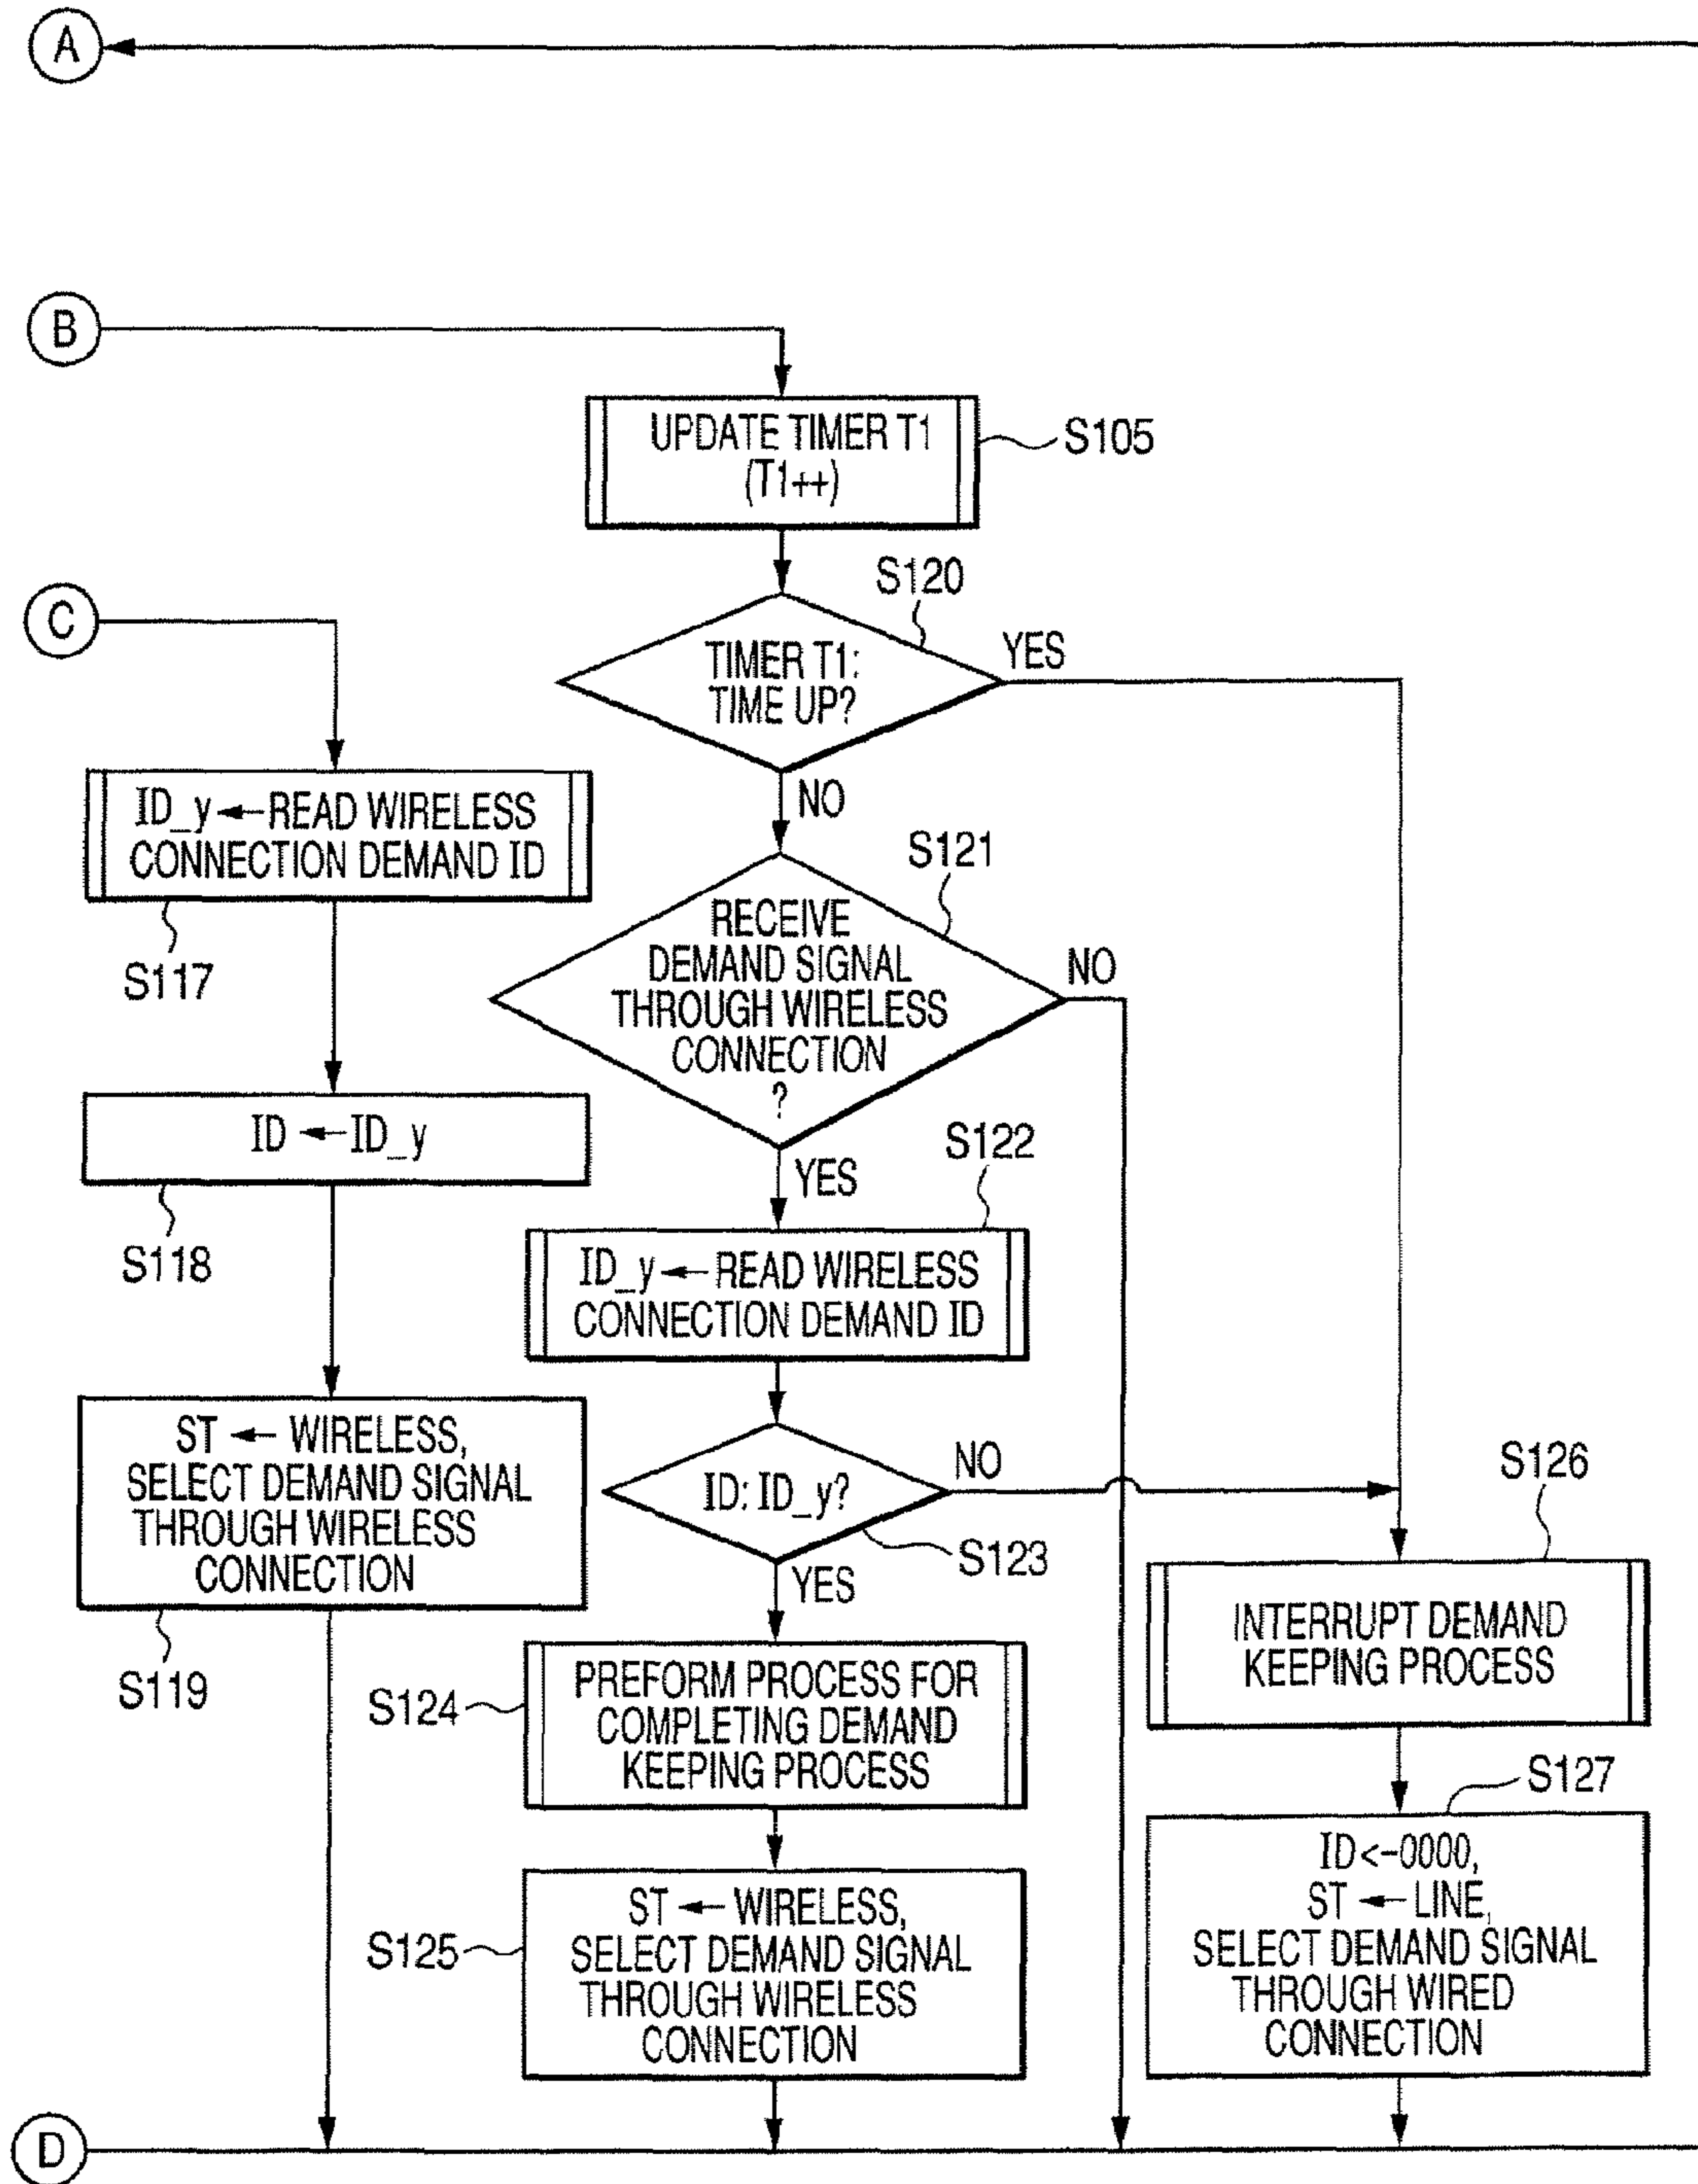 A
B
UPDATE TIMER T1
(T1++)
S105
S120
C
TIMER T1:
TIME UP?
YES
NO
ID_y←READ WIRELESS
CONNECTION DEMAND ID
S117
S121
RECEIVE
DEMAND SIGNAL
THROUGH WIRELESS
CONNECTION
?
NO
YES
ID←ID_y
S118
S122
ID_y←READ WIRELESS
CONNECTION DEMAND ID
ST ← WIRELESS,
SELECT DEMAND SIGNAL
THROUGH WIRELESS
CONNECTION
S119
ID: ID_y?
NO
S123
YES
S126
INTERRUPT DEMAND
KEEPING PROCESS
S124
PREFORM PROCESS FOR
COMPLETING DEMAND
KEEPING PROCESS
S127
ID<-0000,
ST ← LINE,
SELECT DEMAND SIGNAL
THROUGH WIRED
CONNECTION
S125
ST ← WIRELESS,
SELECT DEMAND SIGNAL
THROUGH WIRELESS
CONNECTION
D